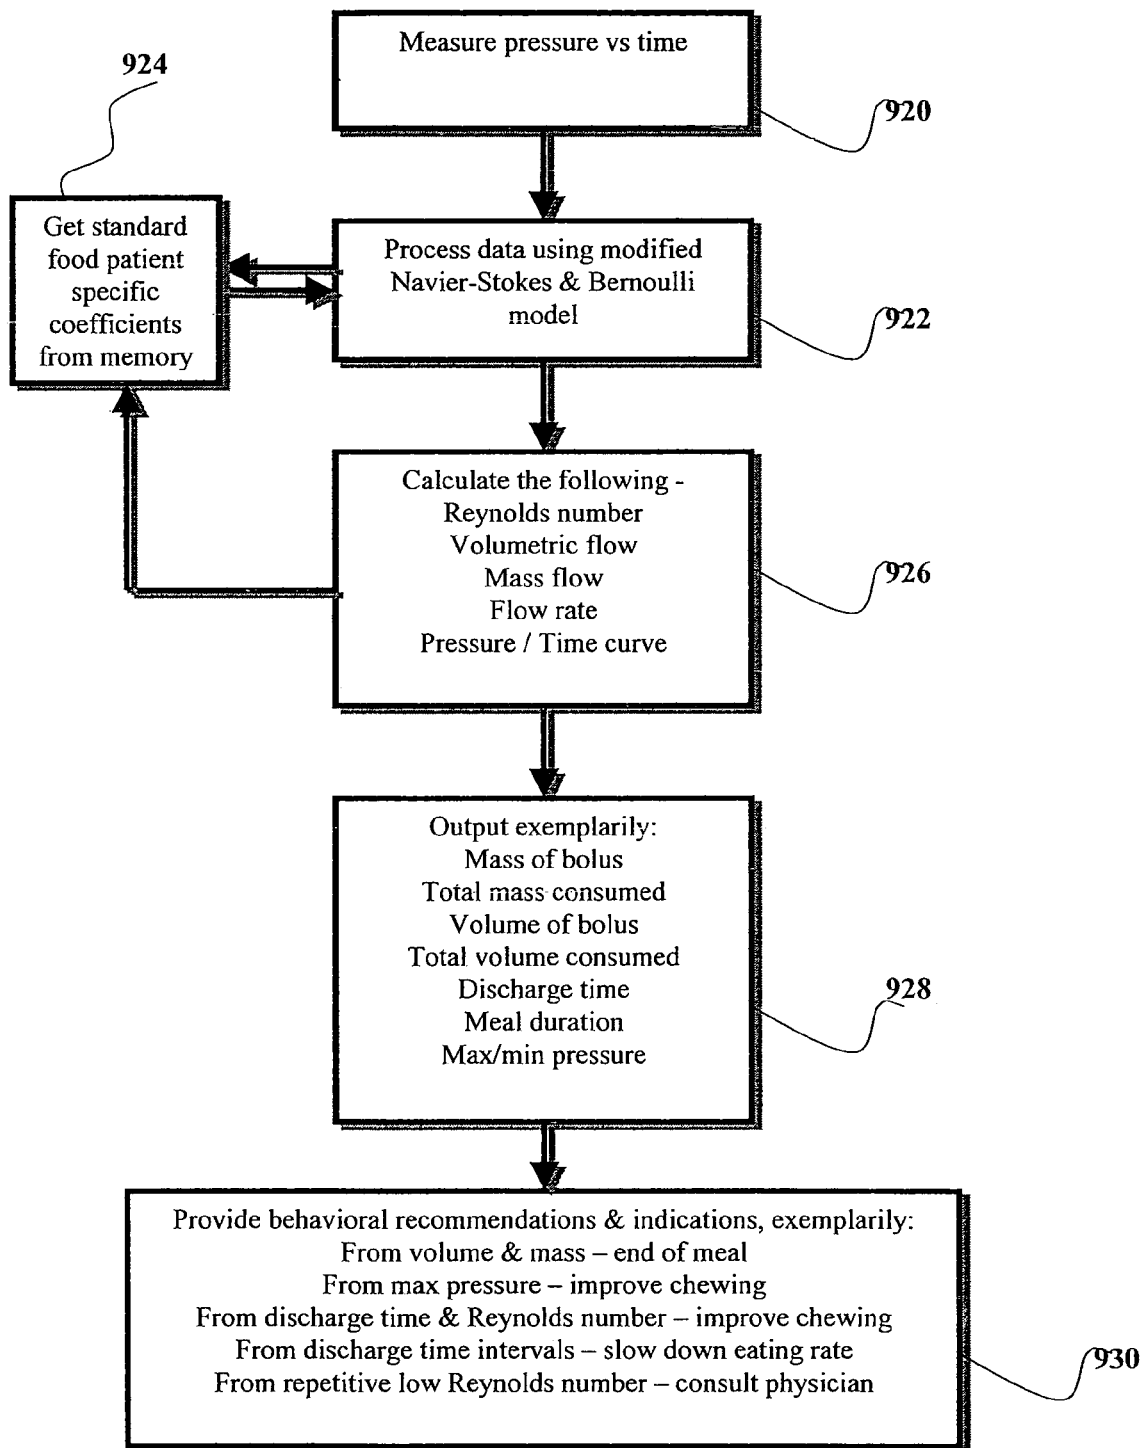 Measure pressure vs time
920
924
Get standard
food patient
specific
coefficients
from memory
Process data using modified
Navier-Stokes & Bernoulli
model
922
Calculate the following -
Reynolds number
Volumetric flow
Mass flow
Flow rate
Pressure / Time curve
926
Output exemplarily:
Mass of bolus
Total mass consumed
Volume of bolus
Total volume consumed
Discharge time
Meal duration
Max/min pressure
928
Provide behavioral recommendations & indications, exemplarily:
From volume & mass – end of meal
From max pressure – improve chewing
From discharge time & Reynolds number – improve chewing
From discharge time intervals – slow down eating rate
From repetitive low Reynolds number – consult physician
930